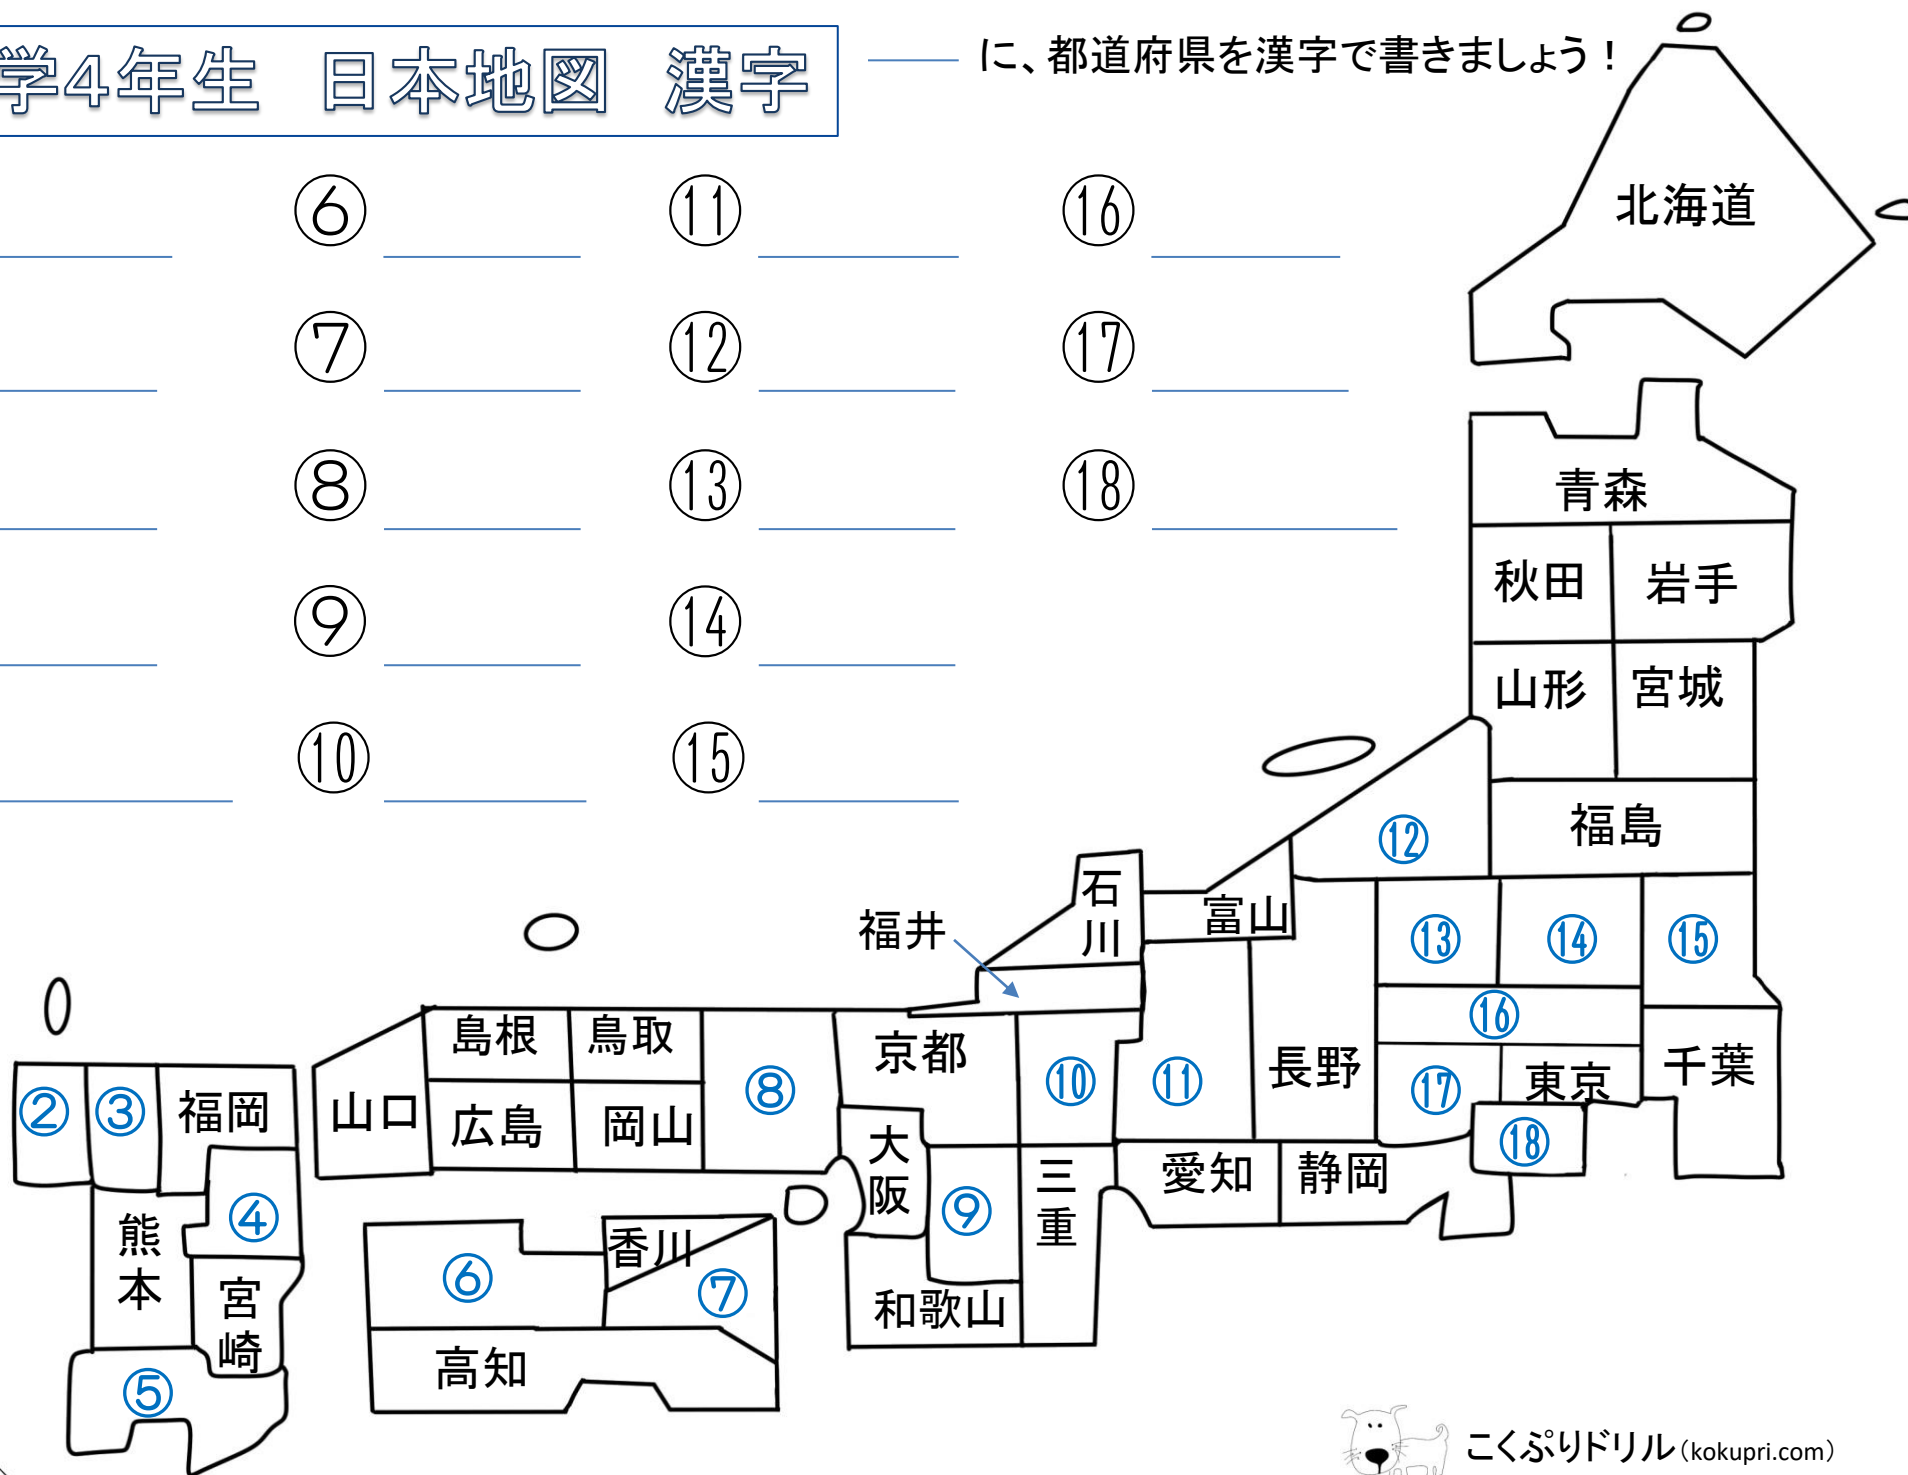 学4年生 日本地図 漢字
に、都道府県を漢字で書きましょう！
⑥
⑪
⑯
⑦
⑫
⑰
⑧
⑬
⑱
⑨
⑭
⑩
⑮
北海道
青森
秋田
岩手
山形
宮城
福島
⑫
石川
富山
福井
⑬
⑭
⑮
⑯
島根
鳥取
⑧
京都
⑩
⑪
長野
⑰
東京
千葉
②
③
福岡
山口
広島
岡山
大阪
⑱
三重
愛知
静岡
④
⑨
熊本
香川
⑥
⑦
宮崎
和歌山
高知
⑤
こくぷりドリル（kokupri.com）